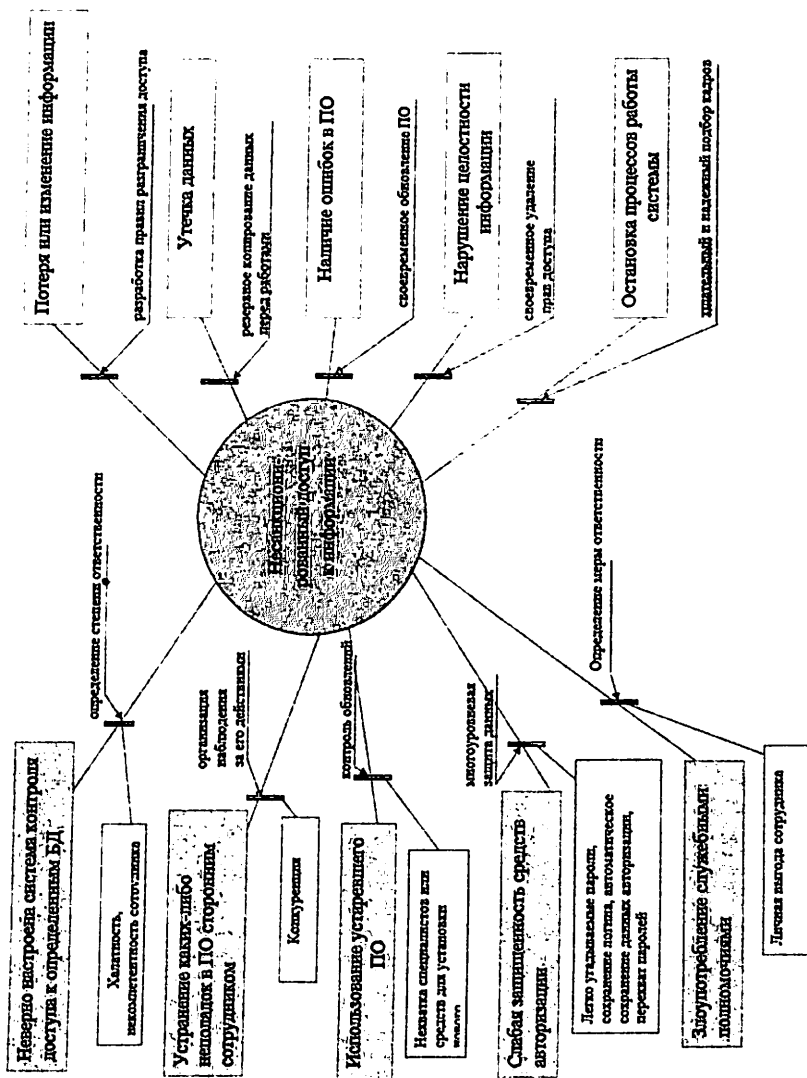 Неверно настроена система контроля
доступа к определенным БД
Халатность,
некомпетентность сотрудника
определение степени ответственности
Устранение каких-либо
неполадок в ПО сторонним
сотрудником
Конкуренция
организация
наблюдения
за его действиями
Использование устаревшего
ПО
Нехватка специалистов или
средств для установки
нового
контроль обновлений
Слабая защищенность средств
авторизации
Легко угадываемые пароли,
сохранение логина, автоматическое
сохранение данных авторизации,
перехват паролей
многоуровневая
защита данных
Злоупотребление служебными
полномочиями
Личная выгода сотрудника
Определение меры ответственности
Несанкциони-
рованный доступ
к информации
Потеря или изменение информации
разработка правил разграничения доступа
Утечка данных
резервное копирование данных
перед работами
Наличие ошибок в ПО
своевременное обновление ПО
Нарушение целостности
информации
своевременное удаление
прав доступа
Остановка процессов работы
системы
тщательный и надежный подбор кадров